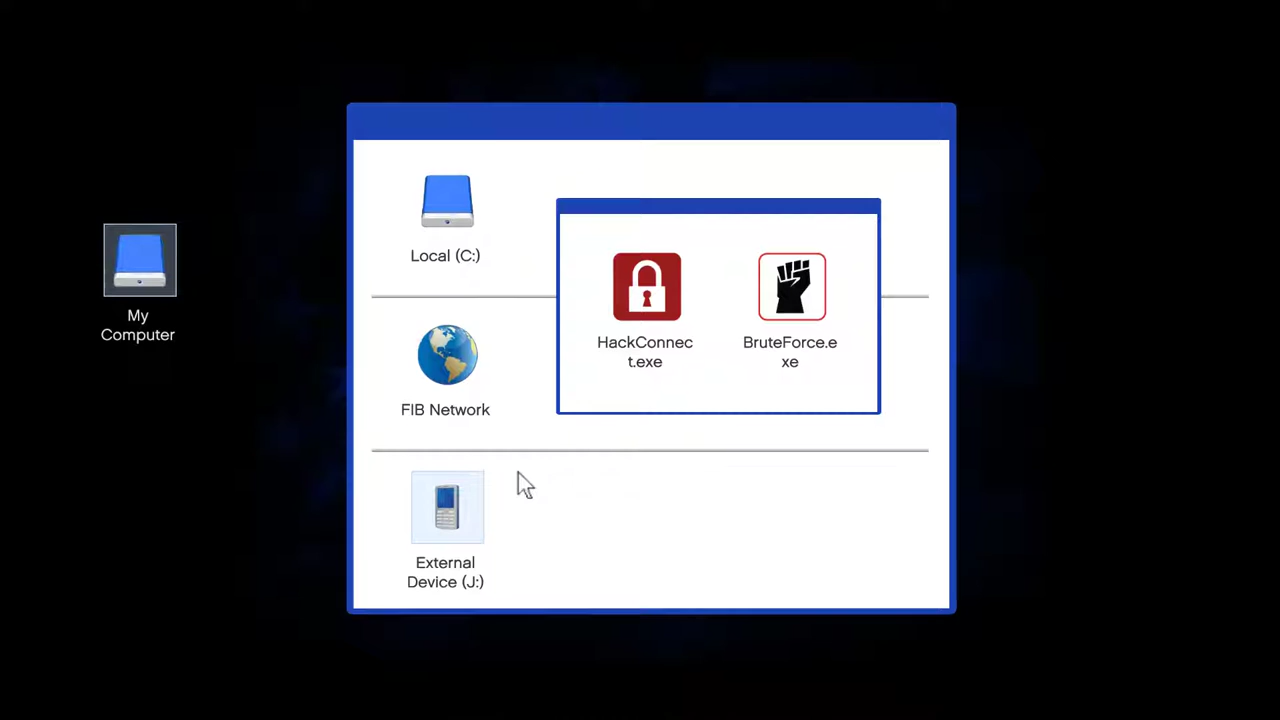 Local (C:)
HackConnec
t.exe
BruteForce.e
xe
My
Computer
FIB Network
External
Device (J:)